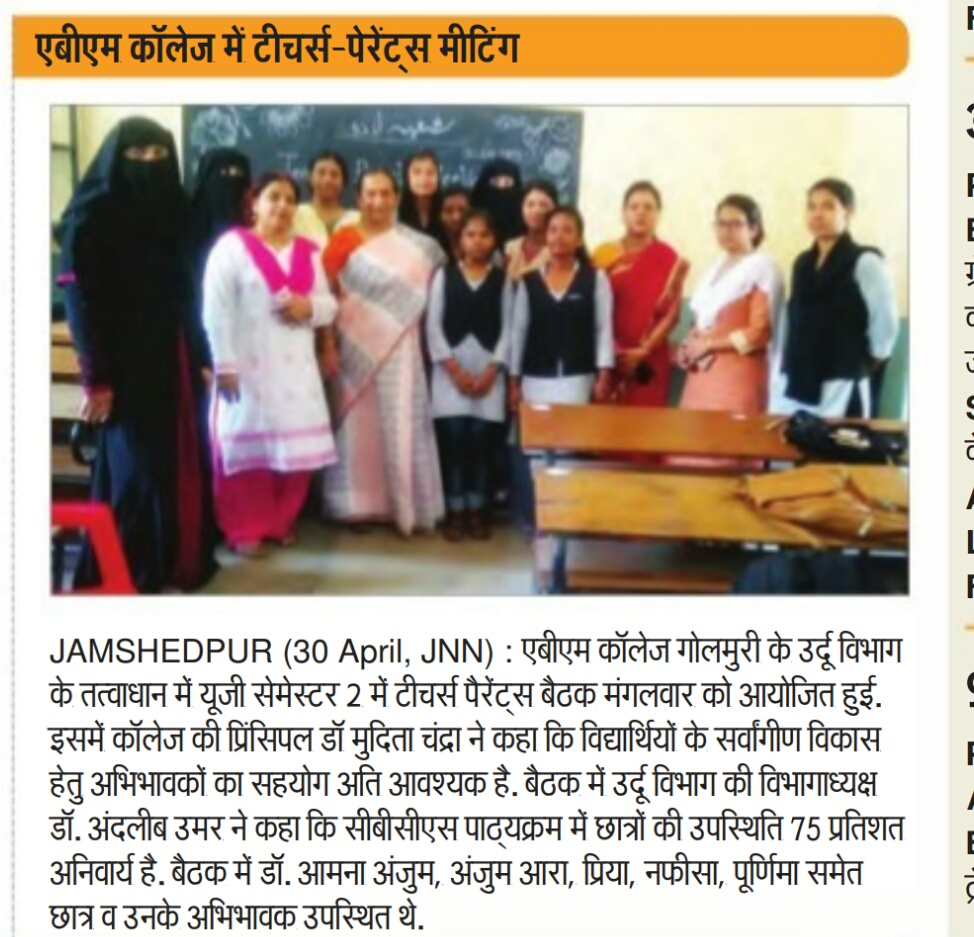 एबीएम कॉलेज में टीचर्स-पेरेंट्स मीटिंग
JAMSHEDPUR (30 April, JNN) : एबीएम कॉलेज गोलमुरी के उर्दू विभाग
के तत्वाधान में यूजी सेमेस्टर 2 में टीचर्स पैरेंट्स बैठक मंगलवार को आयोजित हुई.
इसमें कॉलेज की प्रिंसिपल डॉ मुदिता चंद्रा ने कहा कि विद्यार्थियों के सर्वांगीण विकास
हेतु अभिभावकों का सहयोग अति आवश्यक है. बैठक में उर्दू विभाग की विभागाध्यक्ष
डॉ. अंदलीब उमर ने कहा कि सीबीसीएस पाठ्यक्रम में छात्रों की उपस्थिति 75 प्रतिशत
अनिवार्य है. बैठक में डॉ. आमना अंजुम, अंजुम आरा, प्रिया, नफीसा, पूर्णिमा समेत
छात्र व उनके अभिभावक उपस्थित थे.